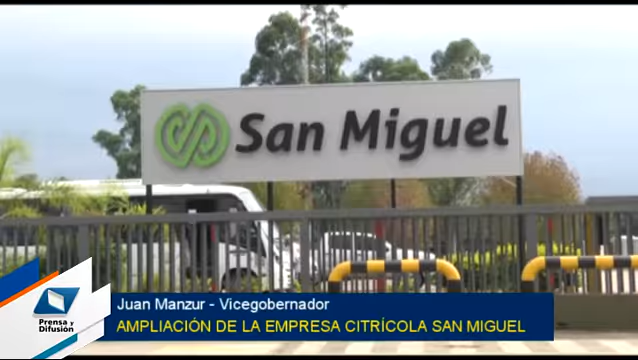 San Miguel
Prensa y
Difusión
Juan Manzur - Vicegobernador
AMPLIACIÓN DE LA EMPRESA CITRÍCOLA SAN MIGUEL